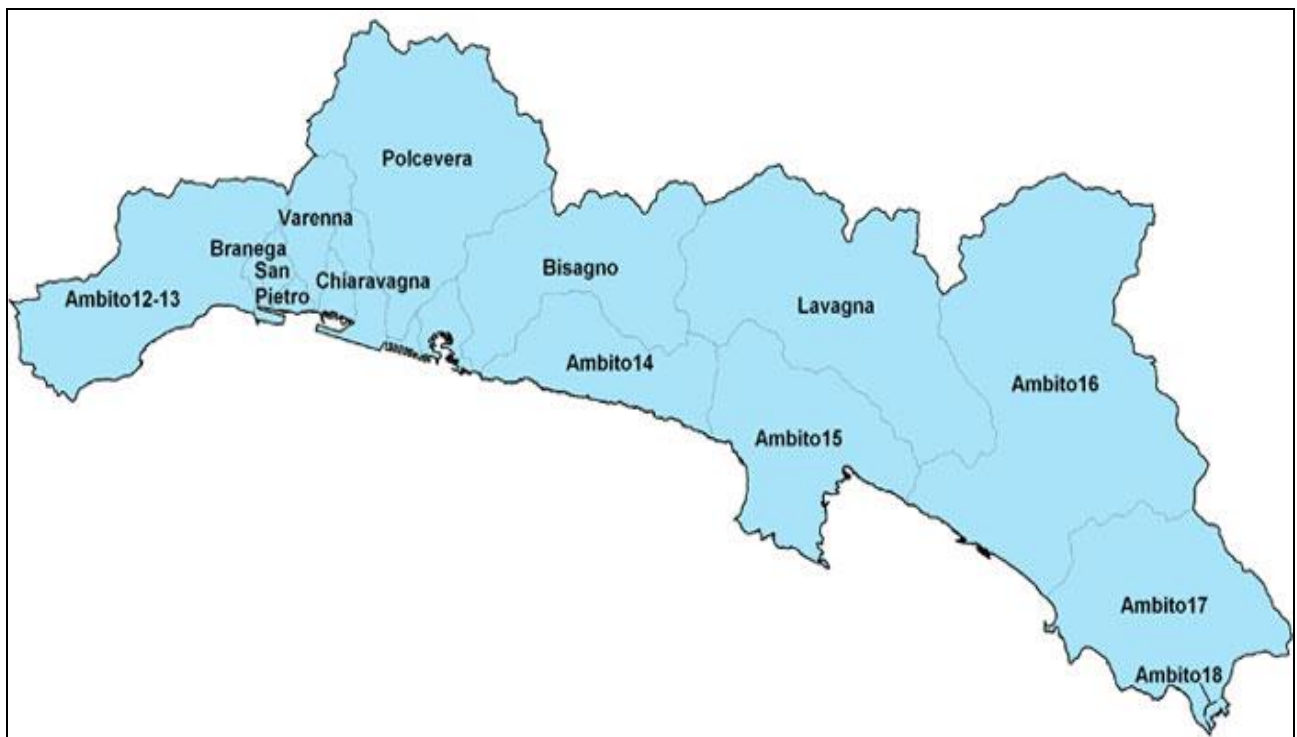 Polcevera
Varenna
Branega
San
Pietro
Chiaravagna
Bisagno
Ambito12-13
Lavagna
Ambito14
Ambito16
Ambito15
Ambito17
Ambito18